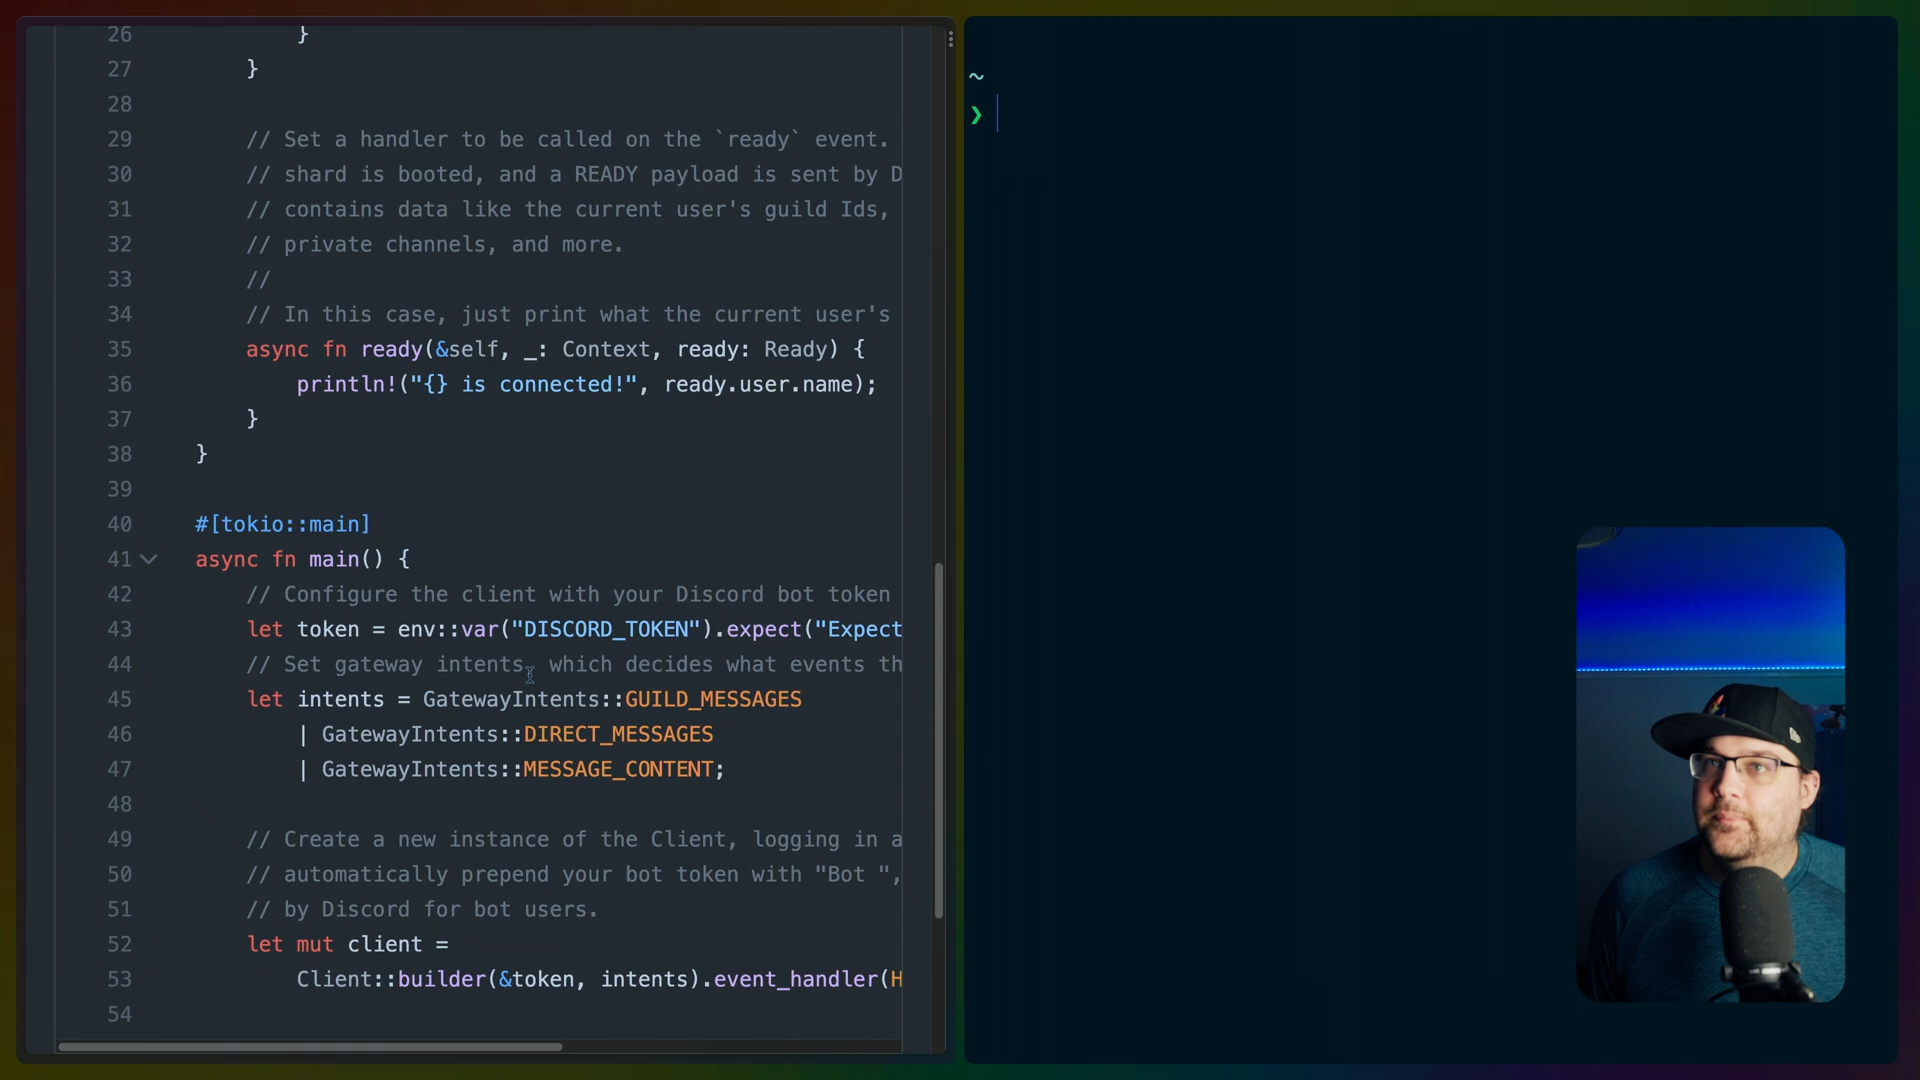 26 }
27 }
28
29 // Set a handler to be called on the `ready` event.
30 // shard is booted, and a READY payload is sent by D
31 // contains data like the current user's guild Ids,
32 // private channels, and more.
33 //
34 // In this case, just print what the current user's
35 async fn ready(&self, _: Context, ready: Ready) {
36 println!("{} is connected!", ready.user.name);
37 }
38 }
39
40 #[tokio::main]
41 async fn main() {
42 // Configure the client with your Discord bot token
43 let token = env::var("DISCORD_TOKEN").expect("Expect
44 // Set gateway intents, which decides what events th
45 let intents = GatewayIntents::GUILD_MESSAGES
46 | GatewayIntents::DIRECT_MESSAGES
47 | GatewayIntents::MESSAGE_CONTENT;
48
49 // Create a new instance of the Client, logging in a
50 // automatically prepend your bot token with "Bot ",
51 // by Discord for bot users.
52 let mut client =
53 Client::builder(&token, intents).event_handler(H
54
~
❯